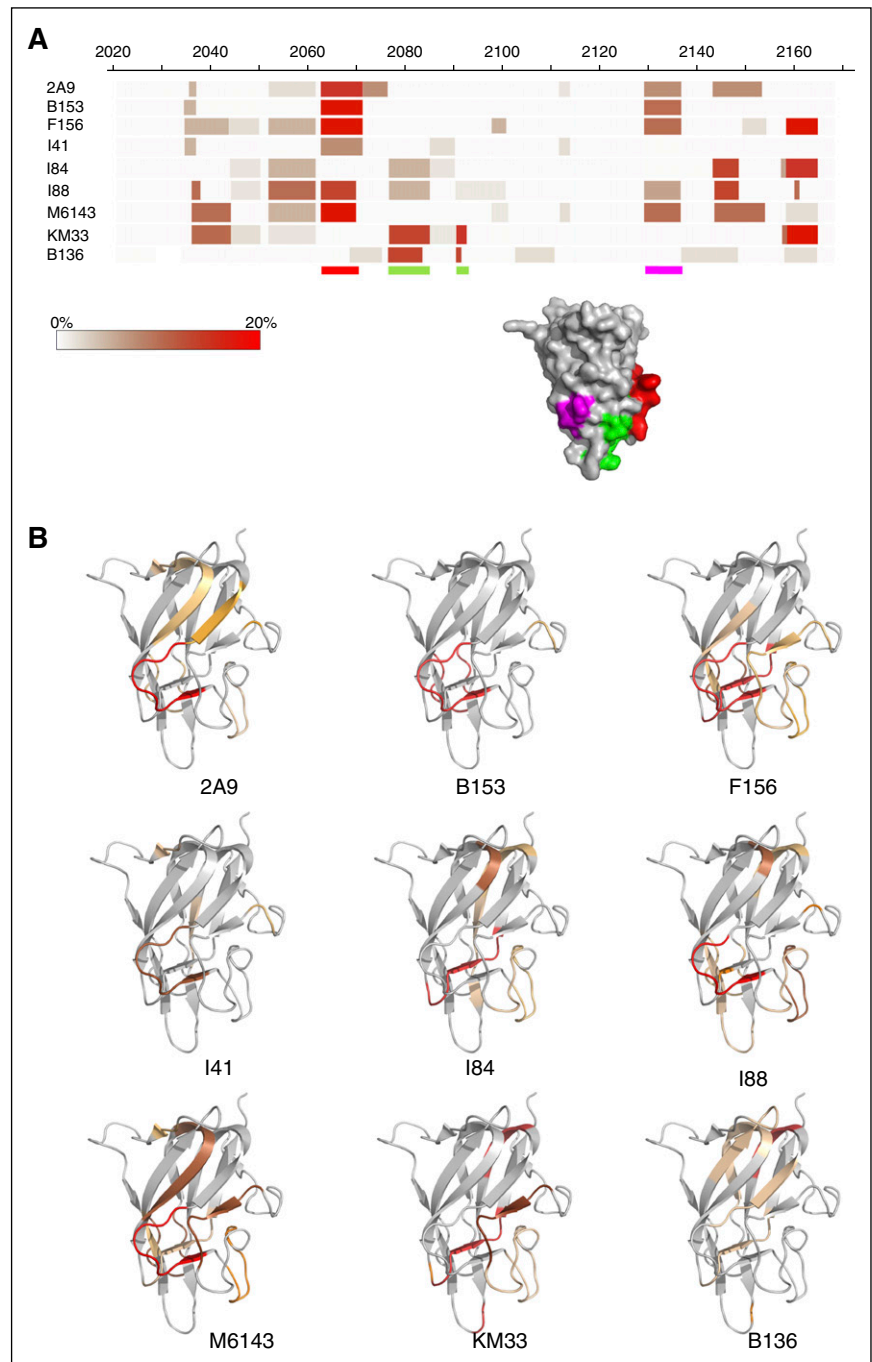 A
2020 2040 2060 2080 2100 2120 2140 2160
2A9
B153
F156
I41
I84
I88
M6143
KM33
B136
0% 20%
B
2A9 B153 F156
I41 I84 I88
M6143 KM33 B136